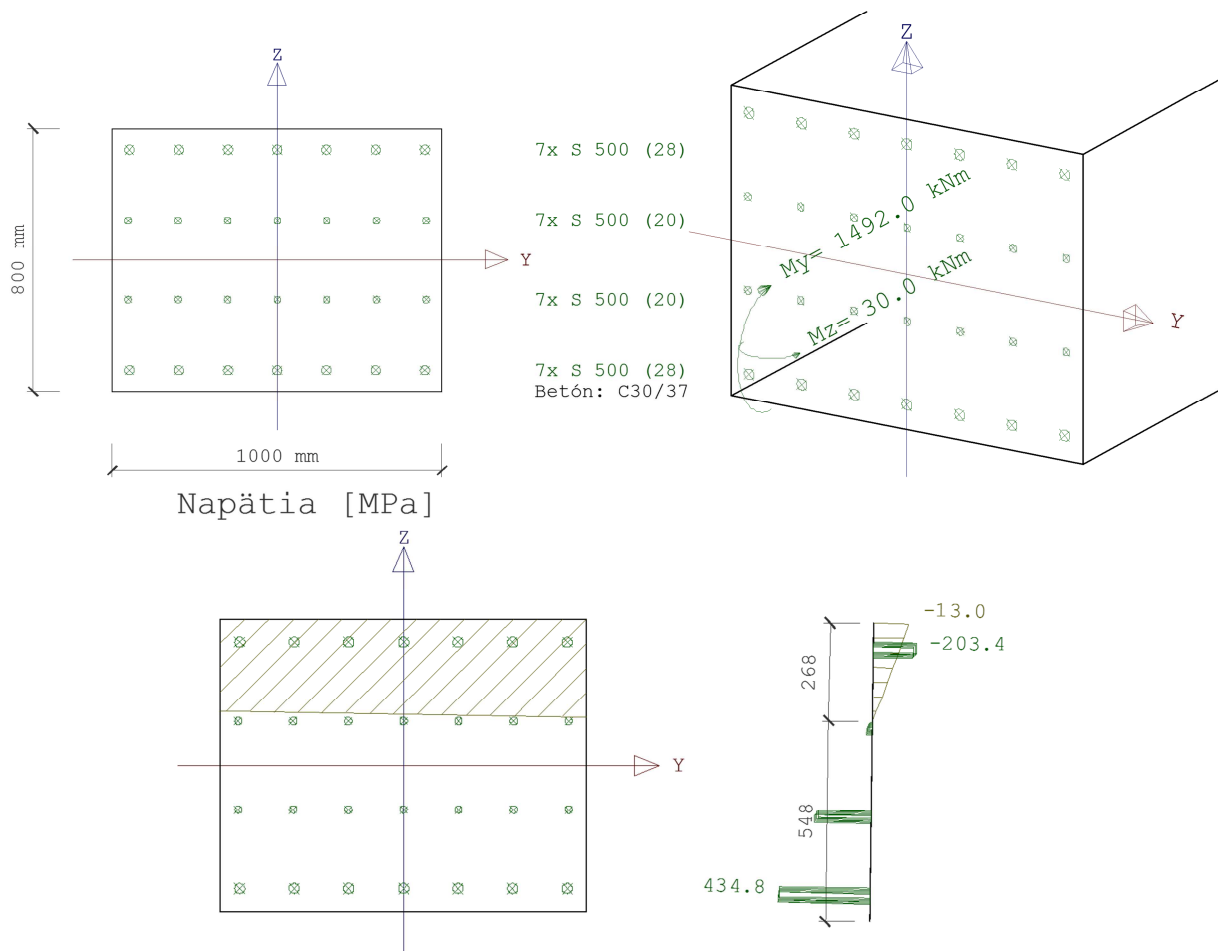 Z
Y
800 mm
1000 mm
7x S 500 (28)
7x S 500 (20)
7x S 500 (20)
7x S 500 (28)
Betón: C30/37
Z
Y
My= 1492.0 kNm
Mz= 30.0 kNm
Napätia [MPa]
Z
Y
-13.0
-203.4
268
548
434.8